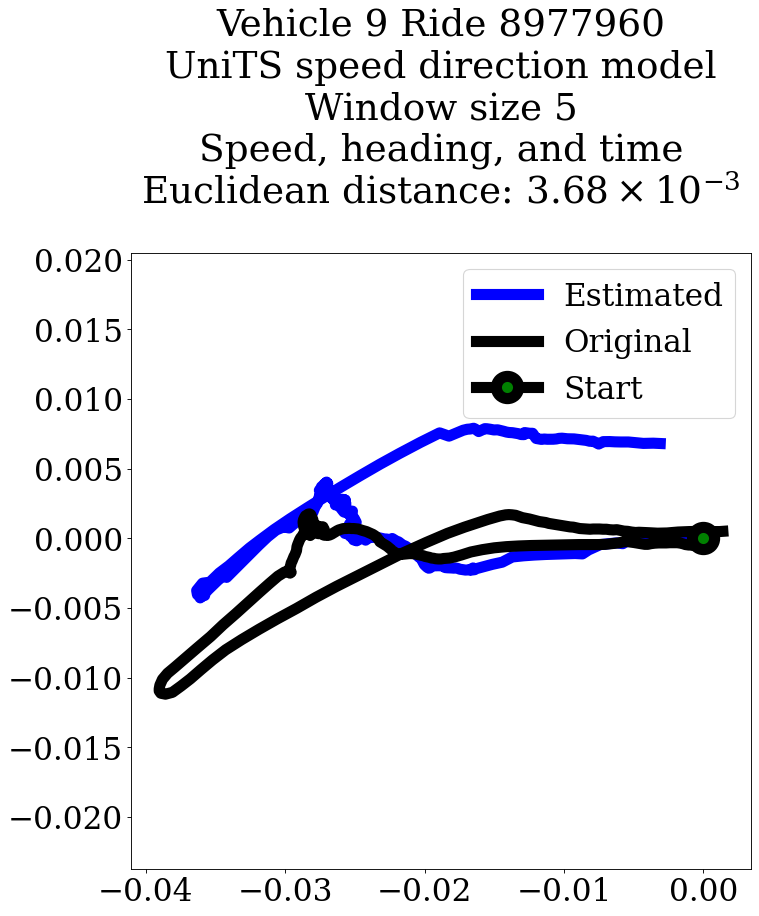 Vehicle 9 Ride 8977960
UniTS speed direction model
Window size 5
Speed, heading, and time
Euclidean distance: $3.68 \times 10^{-3}$
0.020
0.015
0.010
0.005
0.000
−0.005
−0.010
−0.015
−0.020
Estimated
Original
Start
−0.04 −0.03 −0.02 −0.01 0.00